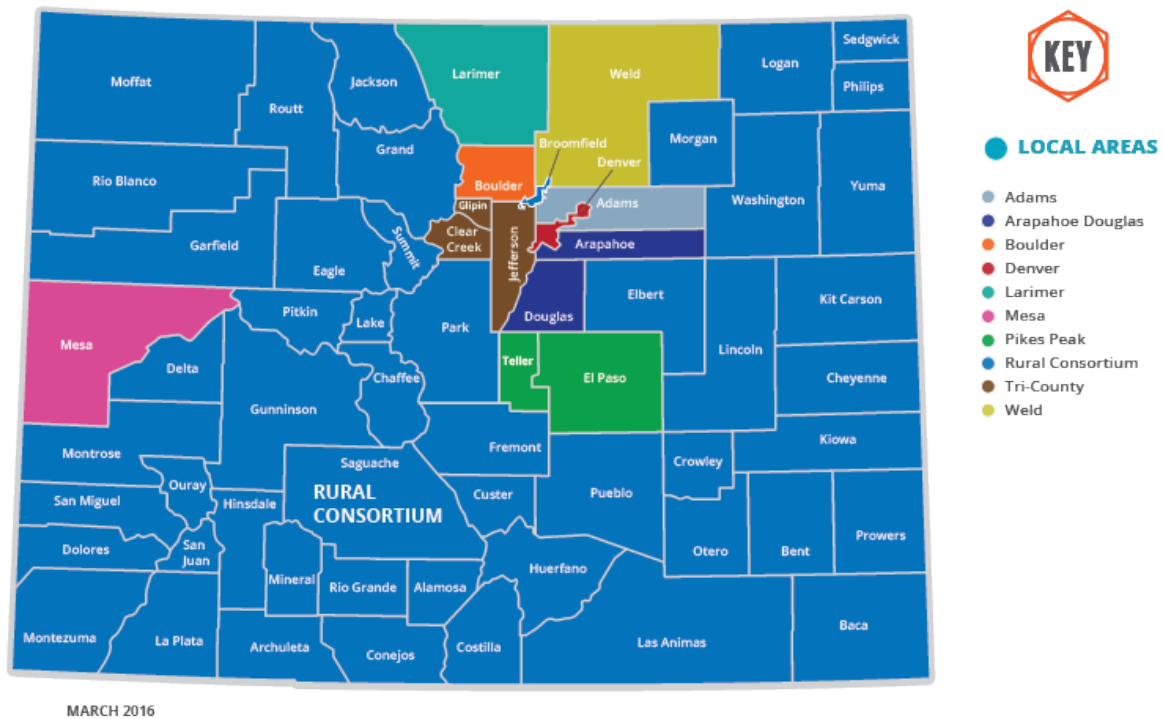 KEY
LOCAL AREAS
Adams
Arapahoe Douglas
Boulder
Denver
Larimer
Mesa
Pikes Peak
Rural Consortium
Tri-County
Weld
Moffat
Routt
Jackson
Larimer
Weld
Logan
Sedgwick
Philips
Grand
Morgan
Broomfield
Denver
Rio Blanco
Boulder
Washington
Yuma
Glipin
Adams
Garfield
Summit
Clear
Creek
Jefferson
Arapahoe
Eagle
Pitkin
Lake
Park
Douglas
Elbert
Kit Carson
Mesa
Delta
Chaffee
Teller
El Paso
Lincoln
Cheyenne
Gunninson
Montrose
Saguache
Fremont
Crowley
Kiowa
RURAL
CONSORTIUM
San Miguel
Ouray
Hinsdale
Custer
Pueblo
Dolores
San
Juan
Mineral
Rio Grande
Alamosa
Huerfano
Otero
Bent
Prowers
Montezuma
La Plata
Archuleta
Conejos
Costilla
Las Animas
Baca
MARCH 2016